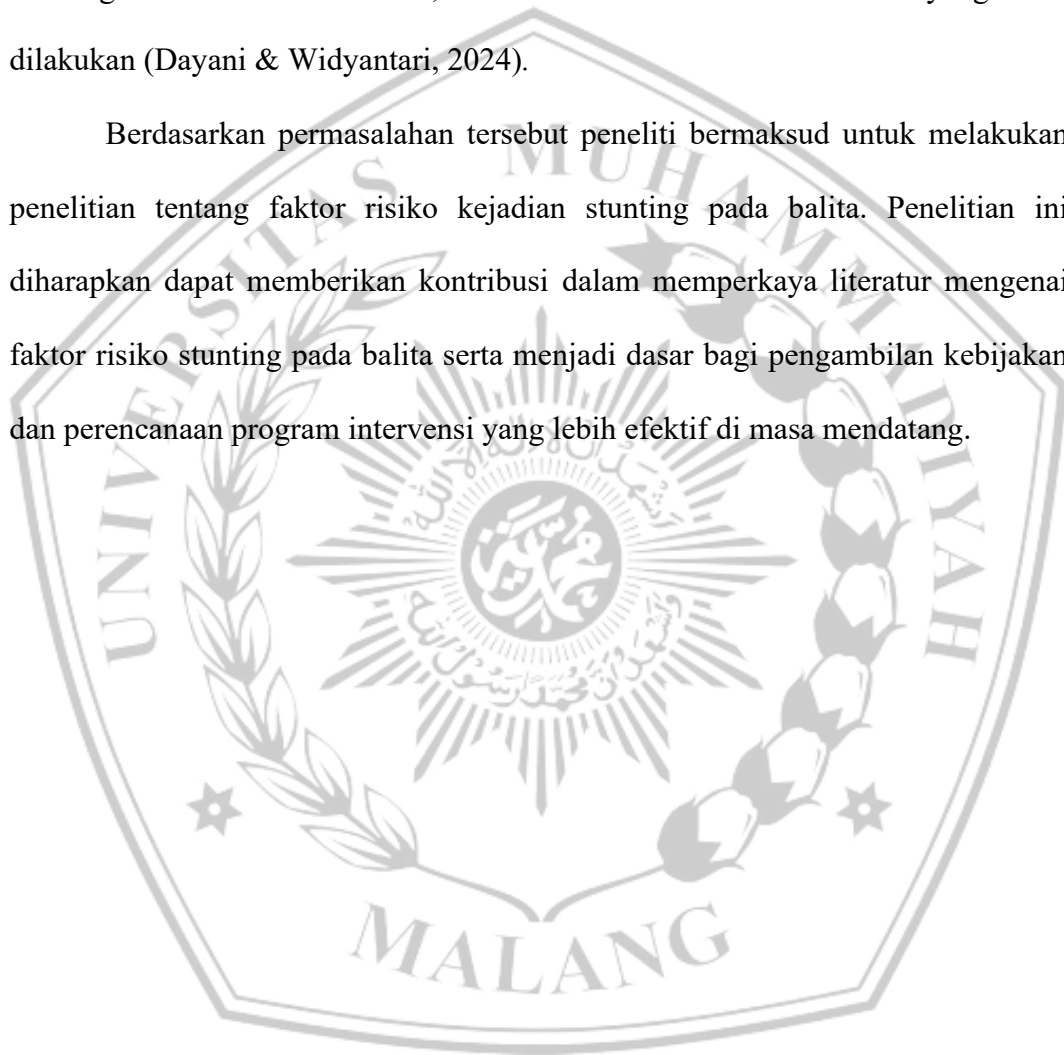 dilakukan (Dayani & Widyantari, 2024).
Berdasarkan permasalahan tersebut peneliti bermaksud untuk melakukan
penelitian tentang faktor risiko kejadian stunting pada balita. Penelitian ini
diharapkan dapat memberikan kontribusi dalam memperkaya literatur mengenai
faktor risiko stunting pada balita serta menjadi dasar bagi pengambilan kebijakan
dan perencanaan program intervensi yang lebih efektif di masa mendatang.
UNIVERSITAS MUHAMMADIYAH
MALANG